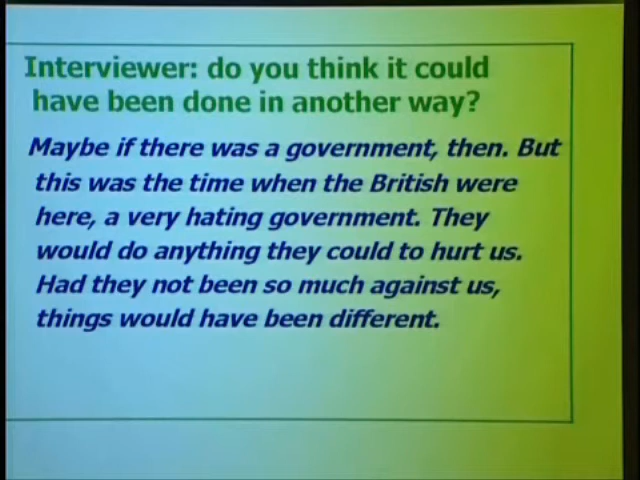 Interviewer: do you think it could
have been done in another way?
Maybe if there was a government, then. But
this was the time when the British were
here, a very hating government. They
would do anything they could to hurt us.
Had they not been so much against us,
things would have been different.